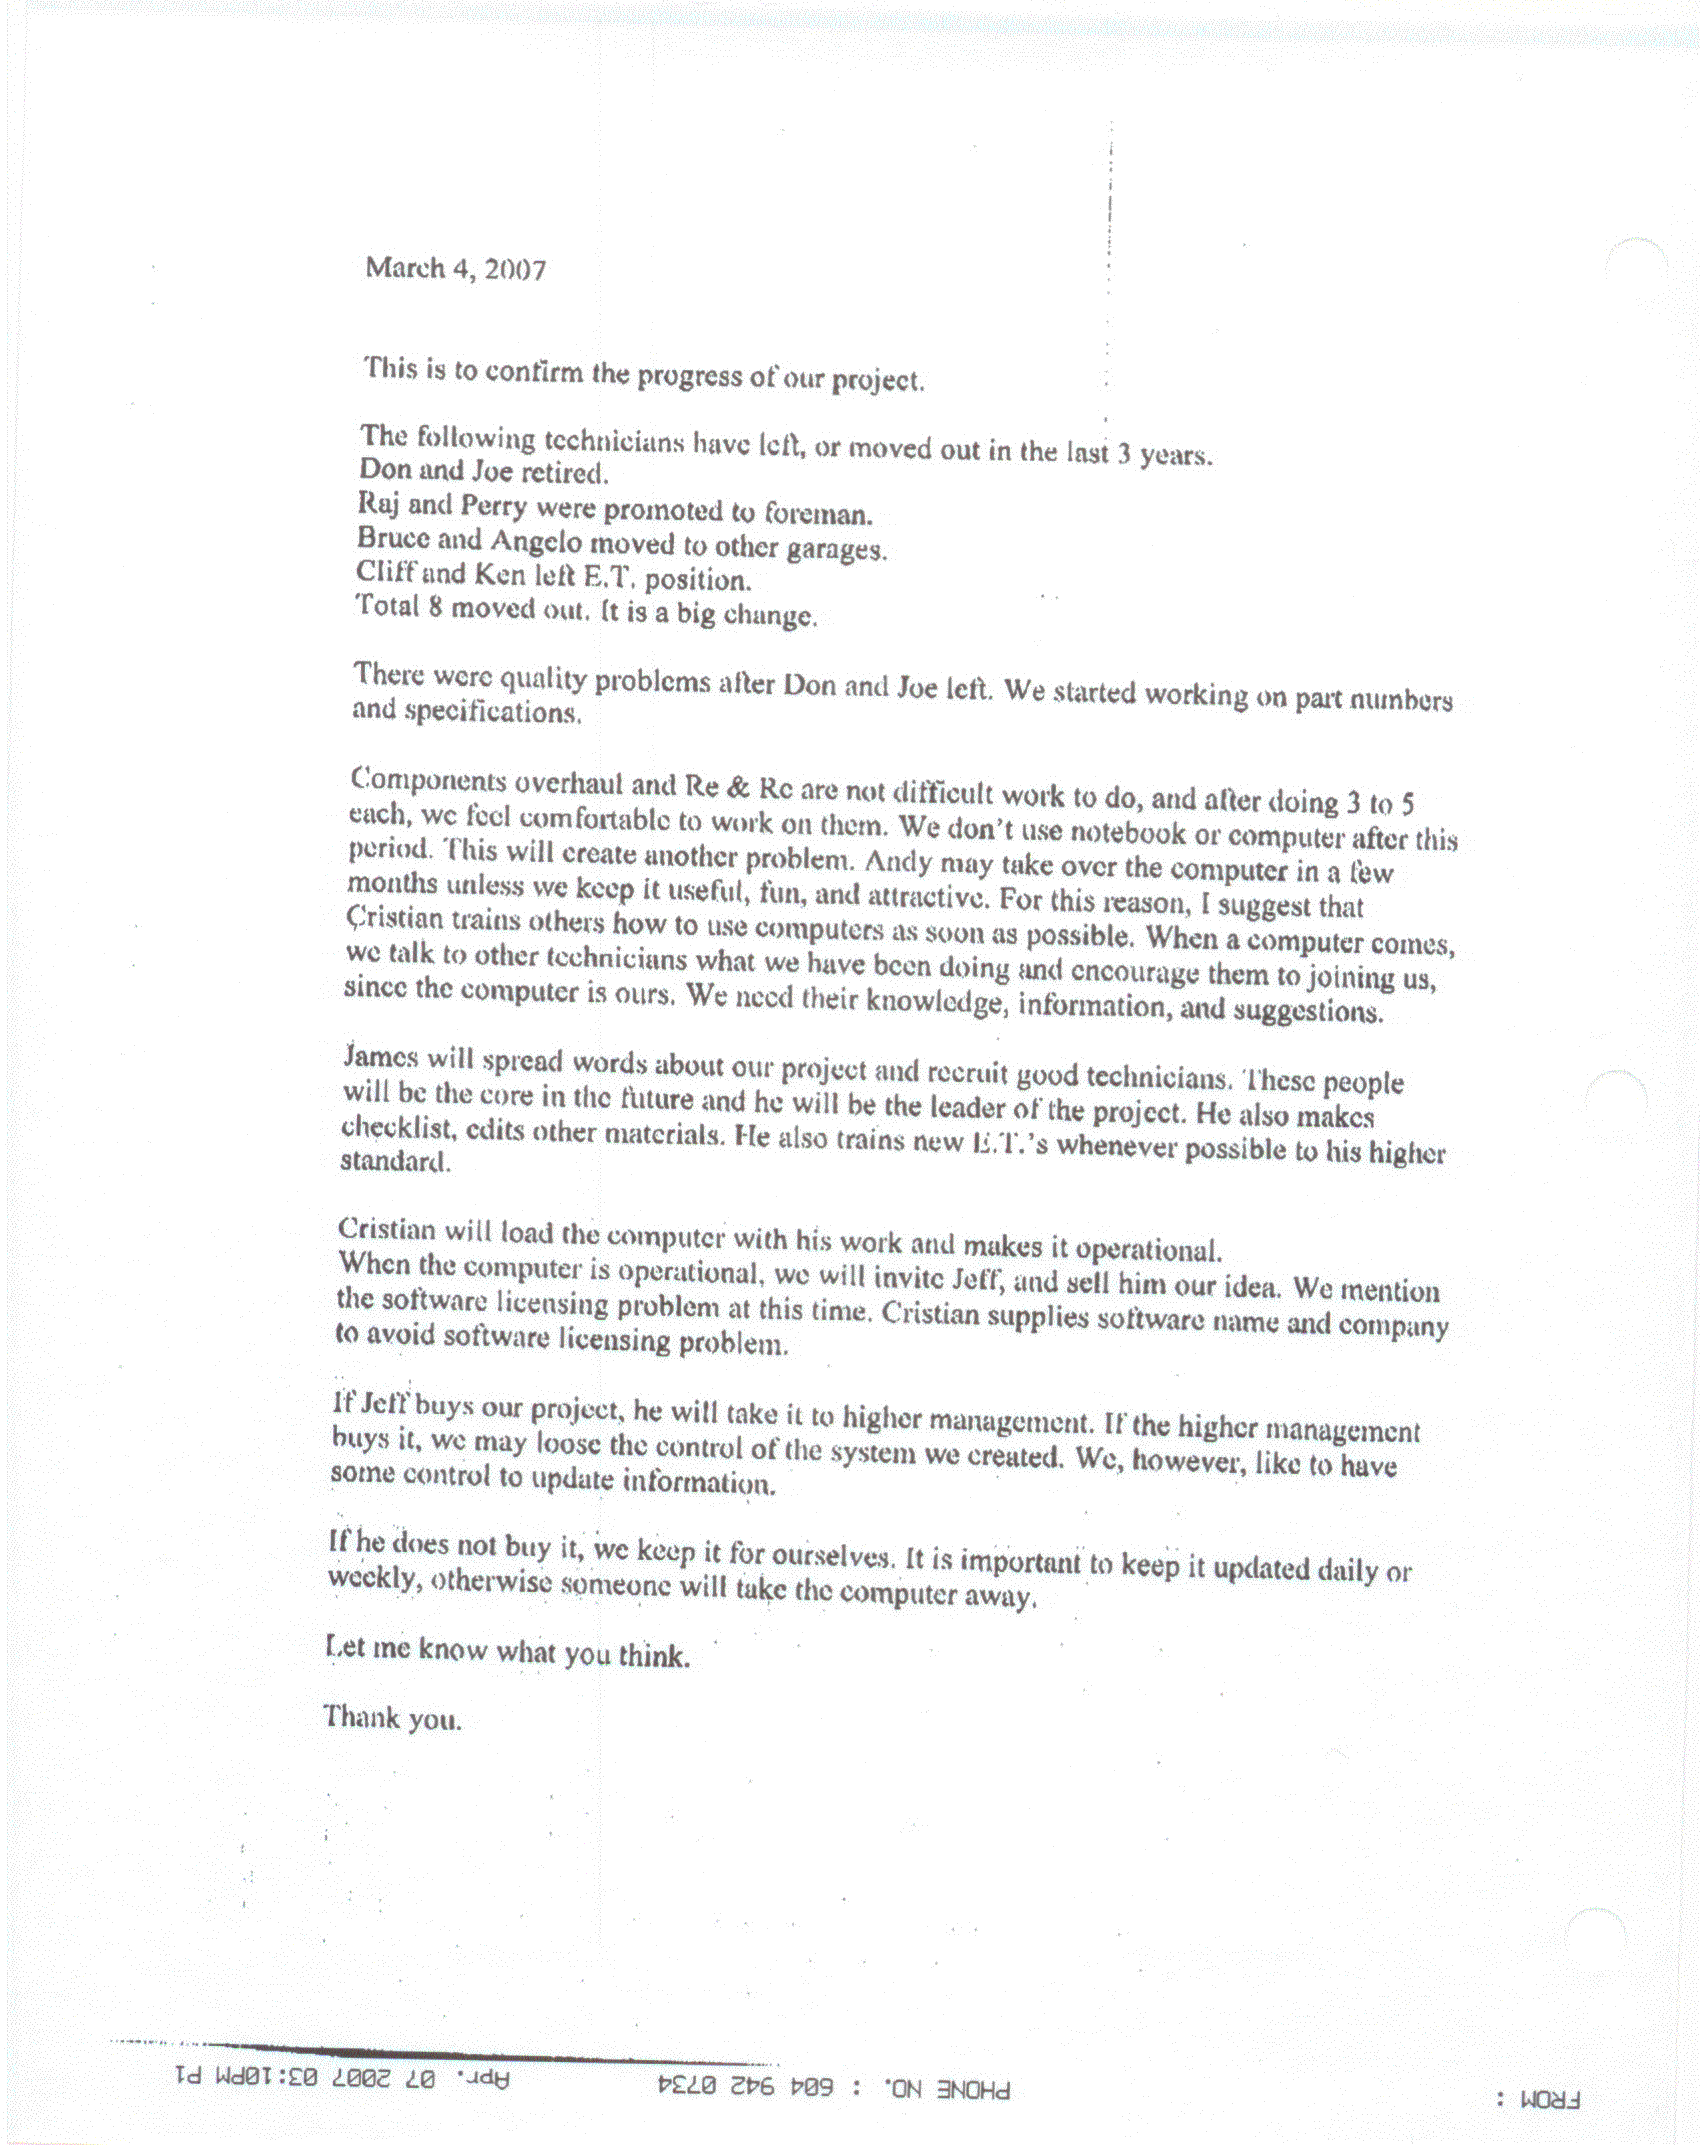 March 4, 2007
This is to confirm the progress of our project.
The following technicians have left, or moved out in the last 3 years.
Don and Joe retired.
Raj and Perry were promoted to foreman.
Bruce and Angelo moved to other garages.
Cliff and Ken left E.T. position.
Total 8 moved out. It is a big change.
There were quality problems after Don and Joe left. We started working on part numbers
and specifications.
Components overhaul and Re & Re are not difficult work to do, and after doing 3 to 5
each, we feel comfortable to work on them. We don't use notebook or computer after this
period. This will create another problem. Andy may take over the computer in a few
months unless we keep it useful, fun, and attractive. For this reason, I suggest that
Cristian trains others how to use computers as soon as possible. When a computer comes,
we talk to other technicians what we have been doing and encourage them to joining us,
since the computer is ours. We need their knowledge, information, and suggestions.
James will spread words about our project and recruit good technicians. These people
will be the core in the future and he will be the leader of the project. He also makes
checklist, edits other materials. He also trains new E.T.'s whenever possible to his higher
standard.
Cristian will load the computer with his work and makes it operational.
When the computer is operational, we will invite Jeff, and sell him our idea. We mention
the software licensing problem at this time. Cristian supplies software name and company
to avoid software licensing problem.
If Jeff buys our project, he will take it to higher management. If the higher management
buys it, we may loose the control of the system we created. We, however, like to have
some control to update information.
If he does not buy it, we keep it for ourselves. It is important to keep it updated daily or
weekly, otherwise someone will take the computer away.
Let me know what you think.
Thank you.
FROM : PHONE NO. : 604 942 0734 Apr. 07 2007 03:10PM P1